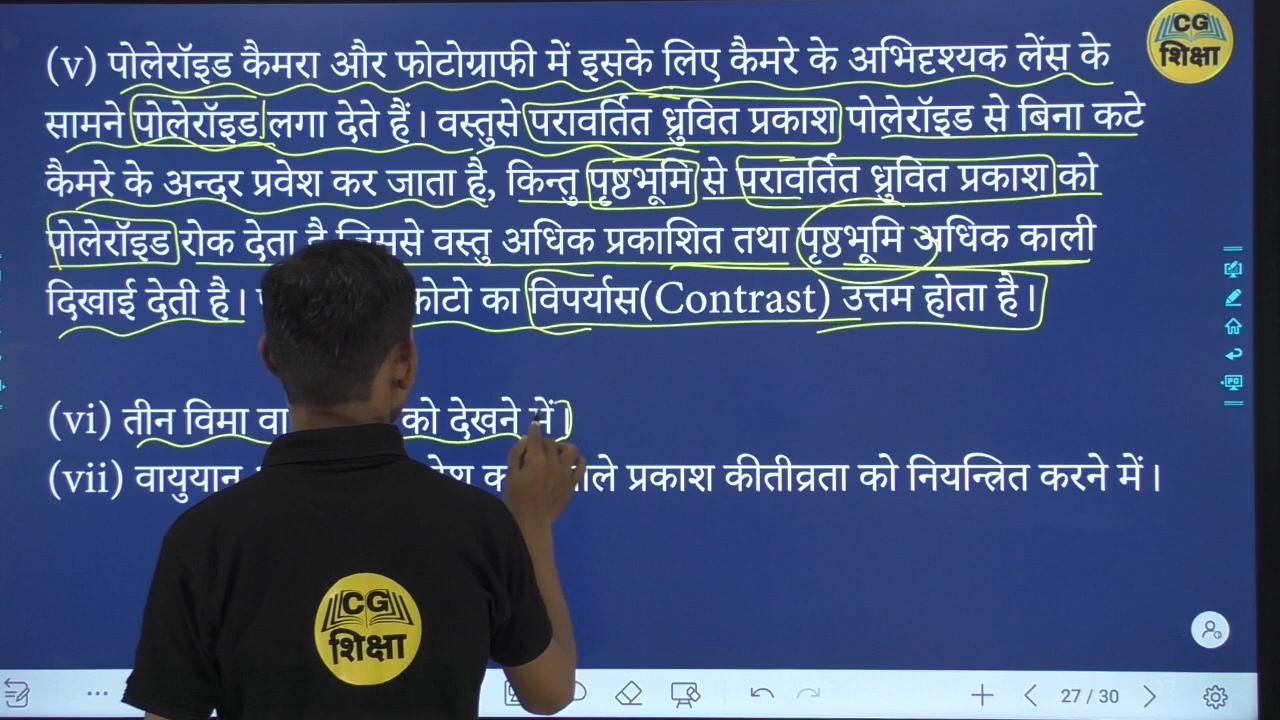 (v) पोलेरॉइड कैमरा और फोटोग्राफी में इसके लिए कैमरे के अभिदृश्यक लेंस के
सामने पोलेरॉइड लगा देते हैं। वस्तुसे परावर्तित ध्रुवित प्रकाश पोलेरॉइड से बिना कटे
कैमरे के अन्दर प्रवेश कर जाता है, किन्तु पृष्ठभूमि से परावर्तित ध्रुवित प्रकाश को
पोलेरॉइड रोक देता है जिससे वस्तु अधिक प्रकाशित तथा पृष्ठभूमि अधिक काली
दिखाई देती है। फोटो का विपर्यास(Contrast) उत्तम होता है।
(vi) तीन विमा को देखने में।
(vii) वायुयान प्रकाश कीतीव्रता को नियन्त्रित करने में।
CG
शिक्षा
CG
शिक्षा
27 / 30